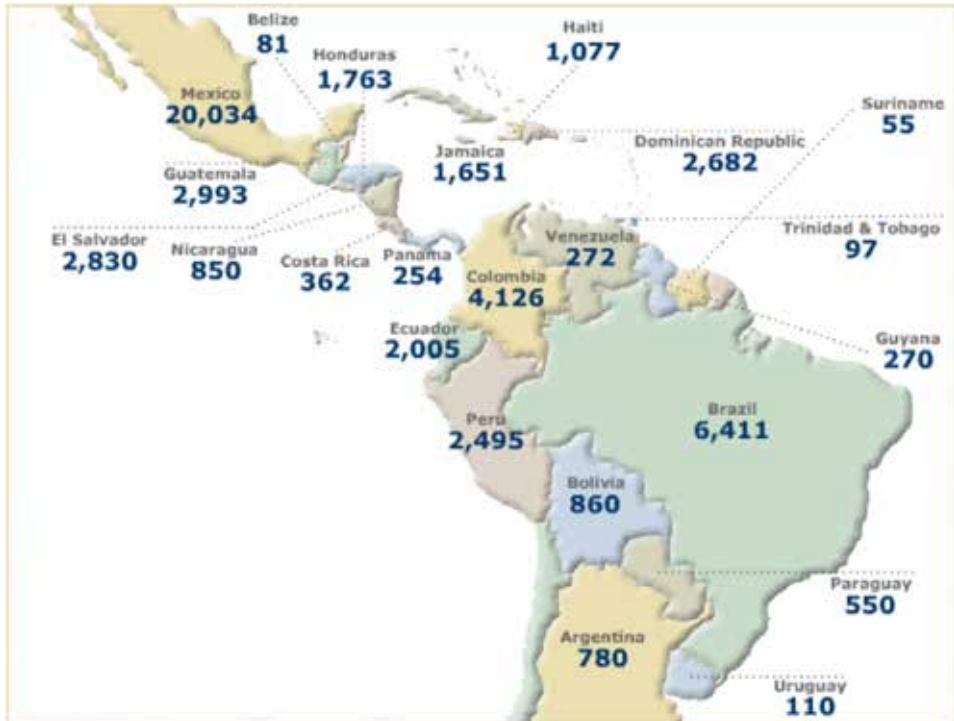 Belize
81
Honduras
1,763
Haiti
1,077
Mexico
20,034
Suriname
55
Jamaica
1,651
Dominican Republic
2,682
Guatemala
2,993
El Salvador
2,830
Nicaragua
850
Costa Rica
362
Panama
254
Venezuela
272
Trinidad & Tobago
97
Colombia
4,126
Ecuador
2,005
Guyana
270
Peru
2,495
Brazil
6,411
Bolivia
860
Paraguay
550
Argentina
780
Uruguay
110